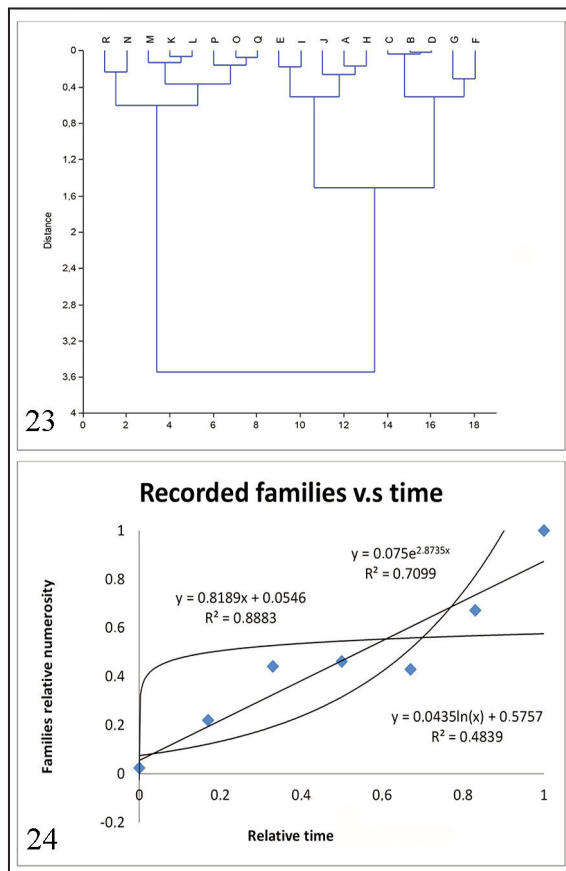 R N M K L P O Q E I J A H C B D G F
0
0,4
0,8
1,2
1,6
2
2,4
2,8
3,2
3,6
4
Distance
0 2 4 6 8 10 12 14 16 18
23
Recorded families v.s time
1
0.8
0.6
0.4
0.2
0
-0.2
Families relative numerosity
y = 0.075e^2.8735x
R² = 0.7099
y = 0.8189x + 0.0546
R² = 0.8883
y = 0.0435ln(x) + 0.5757
R² = 0.4839
0 0.2 0.4 0.6 0.8 1
Relative time
24